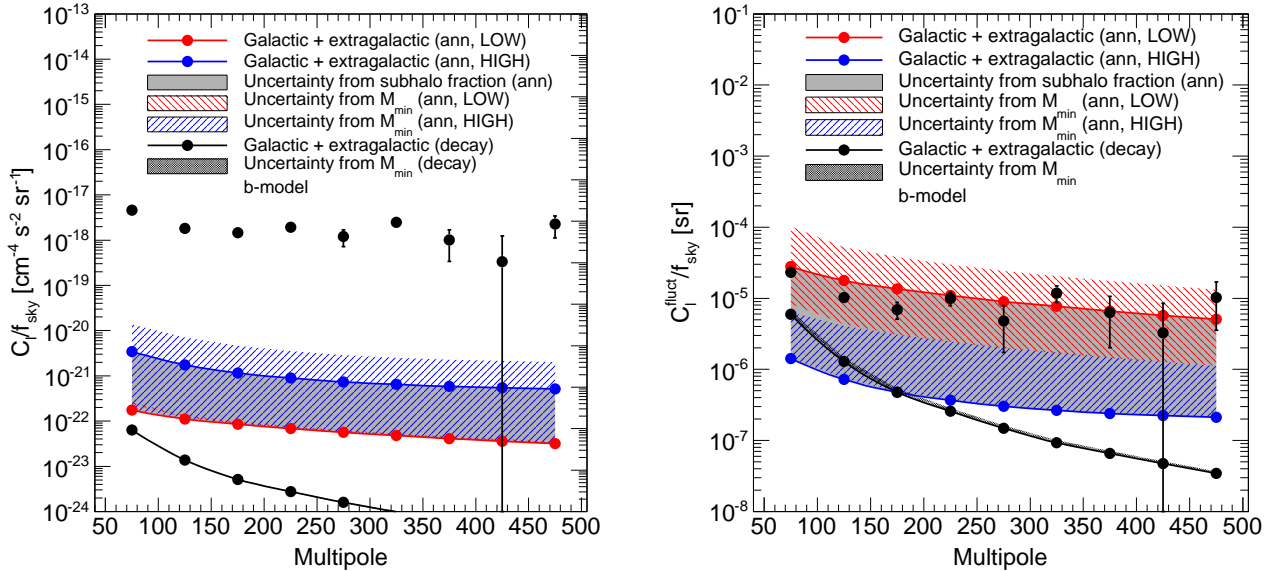 10⁻¹³
10⁻¹⁴
10⁻¹⁵
10⁻¹⁶
10⁻¹⁷
10⁻¹⁸
10⁻¹⁹
10⁻²⁰
10⁻²¹
10⁻²²
10⁻²³
10⁻²⁴
C_l/f_sky [cm⁻⁴ s⁻² sr⁻¹]
Galactic + extragalactic (ann, LOW)
Galactic + extragalactic (ann, HIGH)
Uncertainty from subhalo fraction (ann)
Uncertainty from M_min (ann, LOW)
Uncertainty from M_min (ann, HIGH)
Galactic + extragalactic (decay)
Uncertainty from M_min (decay)
b-model
50 100 150 200 250 300 350 400 450 500
Multipole
10⁻¹
10⁻²
10⁻³
10⁻⁴
10⁻⁵
10⁻⁶
10⁻⁷
10⁻⁸
C_l^fluct/f_sky [sr]
Galactic + extragalactic (ann, LOW)
Galactic + extragalactic (ann, HIGH)
Uncertainty from subhalo fraction (ann)
Uncertainty from M_min (ann, LOW)
Uncertainty from M_min (ann, HIGH)
Galactic + extragalactic (decay)
Uncertainty from M_min
b-model
50 100 150 200 250 300 350 400 450 500
Multipole